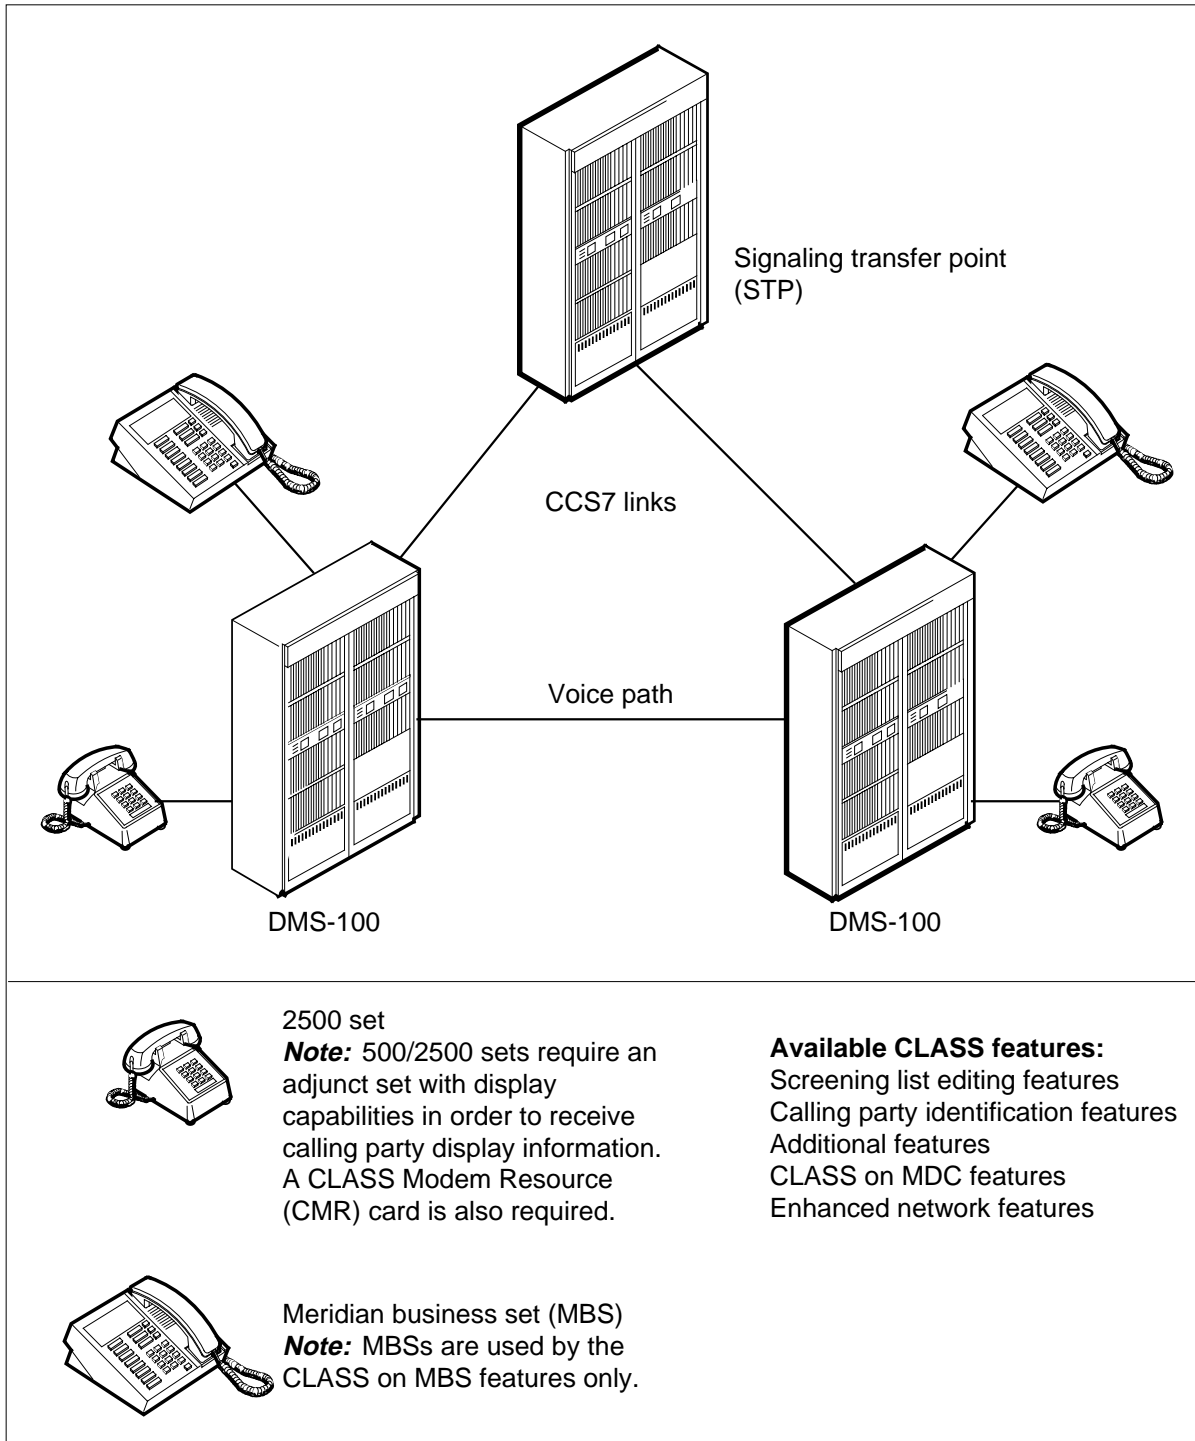 Signaling transfer point
(STP)
CCS7 links
Voice path
DMS-100
DMS-100
2500 set
Note: 500/2500 sets require an
adjunct set with display
capabilities in order to receive
calling party display information.
A CLASS Modem Resource
(CMR) card is also required.
Available CLASS features:
Screening list editing features
Calling party identification features
Additional features
CLASS on MDC features
Enhanced network features
Meridian business set (MBS)
Note: MBSs are used by the
CLASS on MBS features only.